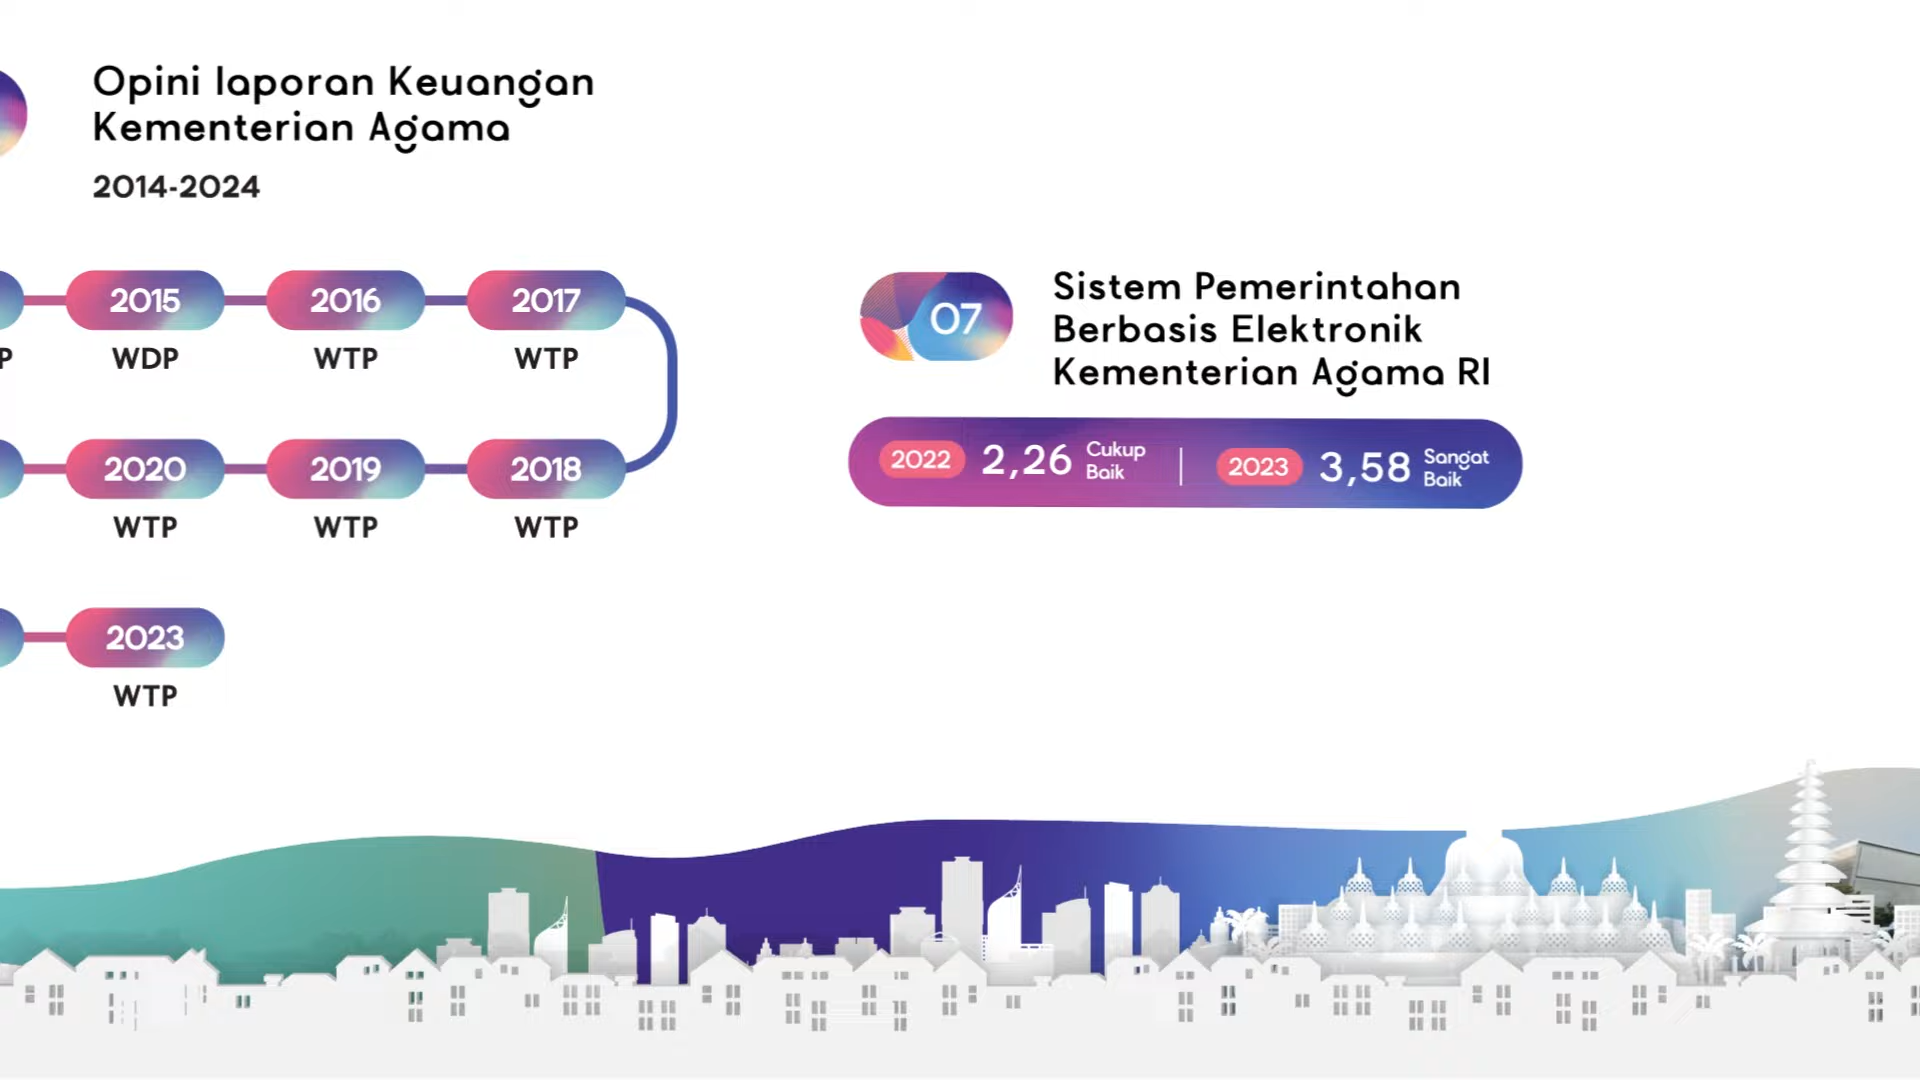 Opini laporan Keuangan
Kementerian Agama
2014-2024
2015
2016
2017
P
WDP
WTP
WTP
2020
2019
2018
WTP
WTP
WTP
2023
WTP
07
Sistem Pemerintahan
Berbasis Elektronik
Kementerian Agama RI
2022
2,26
Cukup
Baik
2023
3,58
Sangat
Baik